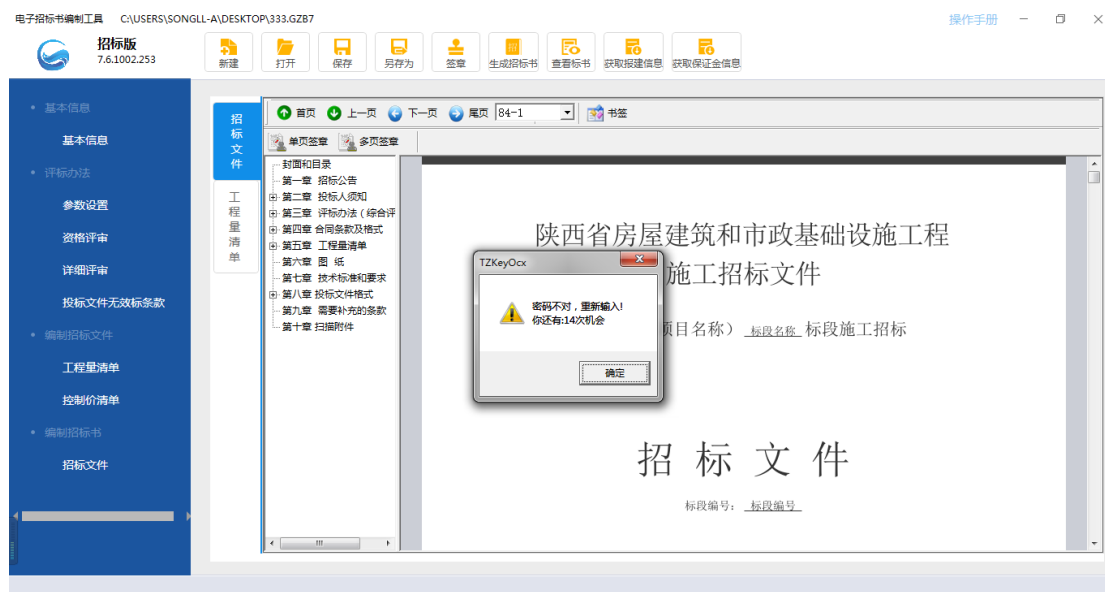 电子招标书编制工具 C:\USERS\SONGLL-A\DESKTOP\333.GZB7
操作手册
招标版
7.6.1002.253
新建
打开
保存
另存为
签章
生成招标书
查看标书
获取报建信息
获取保证金信息
基本信息
基本信息
评标办法
参数设置
资格评审
详细评审
投标文件无效标条款
编制招标文件
工程量清单
控制价清单
编制招标书
招标文件
招标文件
工程量清单
首页 上一页 下一页 尾页 84-1 书签
单页签章 多页签章
封面和目录
第一章 招标公告
第二章 投标人须知
第三章 评标办 法 ( 综合评
第四章 合同条款及格式
第五章 工程量清单
第六章 图 纸
第七章 技术标准和要求
第八章 投标文件格式
第九章 需要补充的条款
第十章 扫描附件
陕西省房屋建筑和市政基础设施工程
施工招标文件
项目名称） 标段名称 标段施工招标
招 标 文 件
标段编号： 标段编号
TZKeyOcx
密码不对，重新输入!
你还有:14次机会
确定